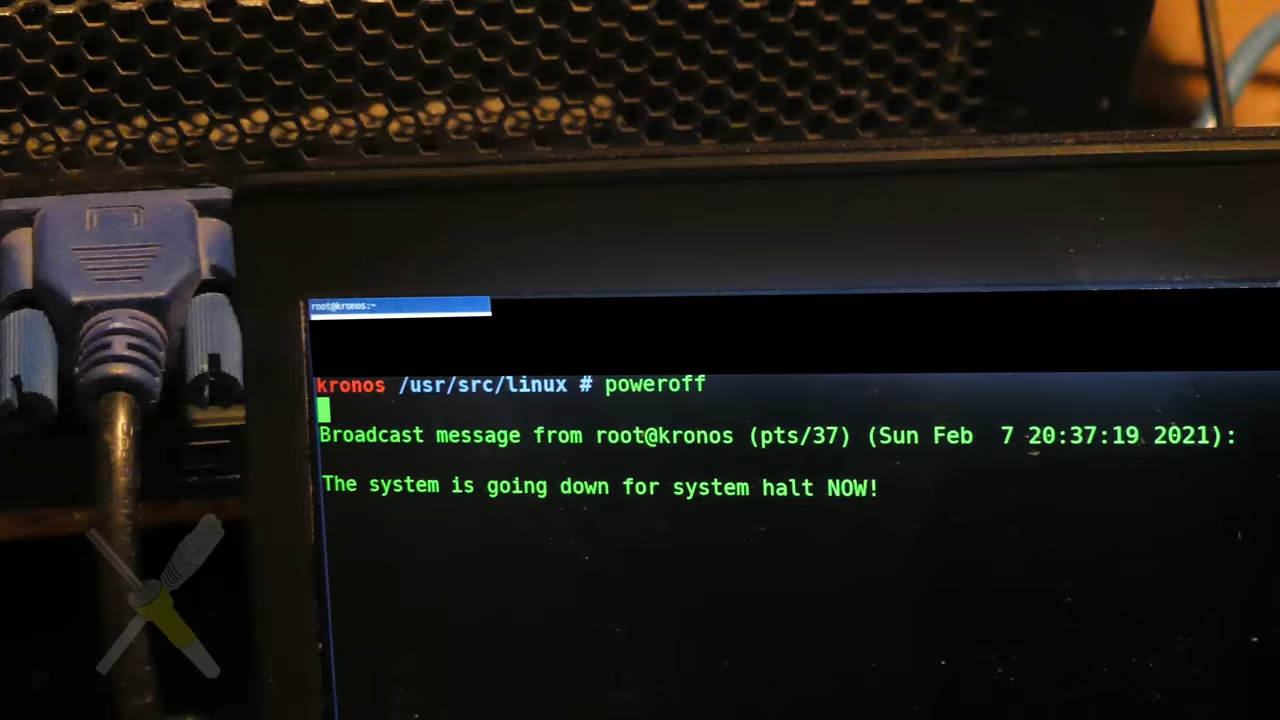 root@kronos:~
kronos /usr/src/linux # poweroff
Broadcast message from root@kronos (pts/37) (Sun Feb  7 20:37:19 2021):
The system is going down for system halt NOW!